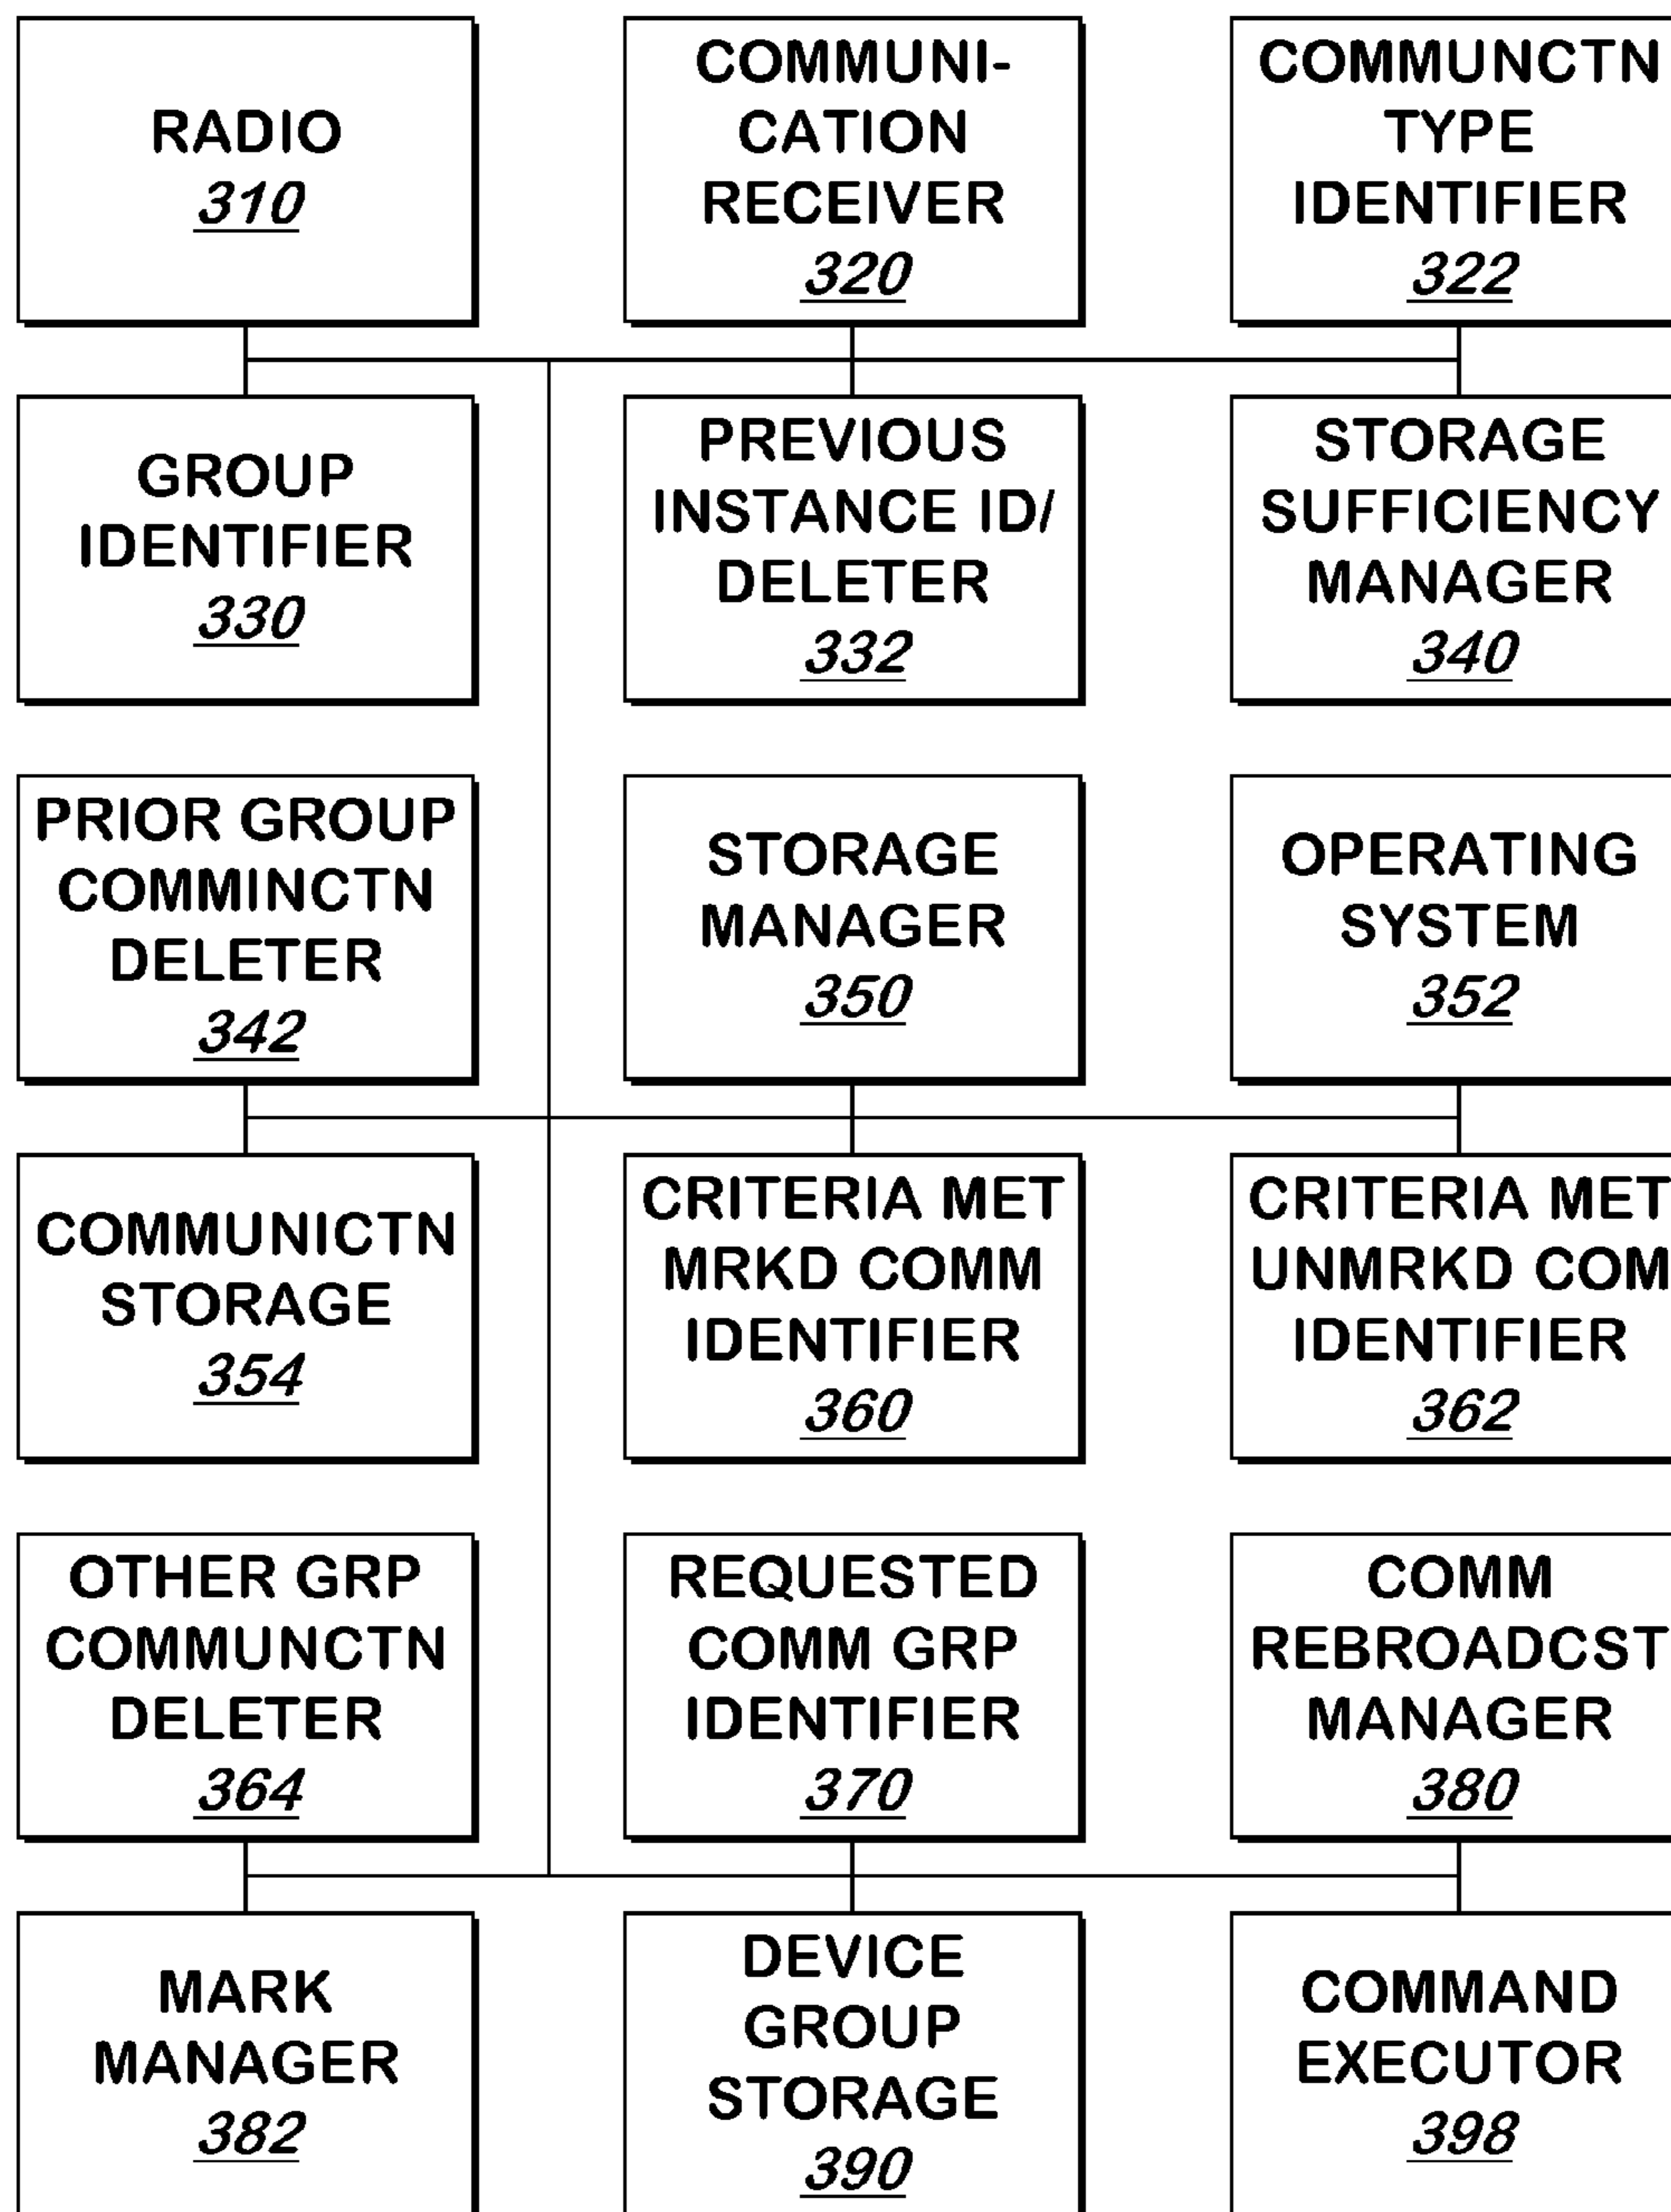 RADIO
310
COMMUNI-
CATION
RECEIVER
320
COMMUNCTN
TYPE
IDENTIFIER
322
GROUP
IDENTIFIER
330
PREVIOUS
INSTANCE ID/
DELETER
332
STORAGE
SUFFICIENCY
MANAGER
340
PRIOR GROUP
COMMINCTN
DELETER
342
STORAGE
MANAGER
350
OPERATING
SYSTEM
352
COMMUNICTN
STORAGE
354
CRITERIA MET
MRKD COMM
IDENTIFIER
360
CRITERIA MET
UNMRKD COM
IDENTIFIER
362
OTHER GRP
COMMUNCTN
DELETER
364
REQUESTED
COMM GRP
IDENTIFIER
370
COMM
REBROADCST
MANAGER
380
MARK
MANAGER
382
DEVICE
GROUP
STORAGE
390
COMMAND
EXECUTOR
398